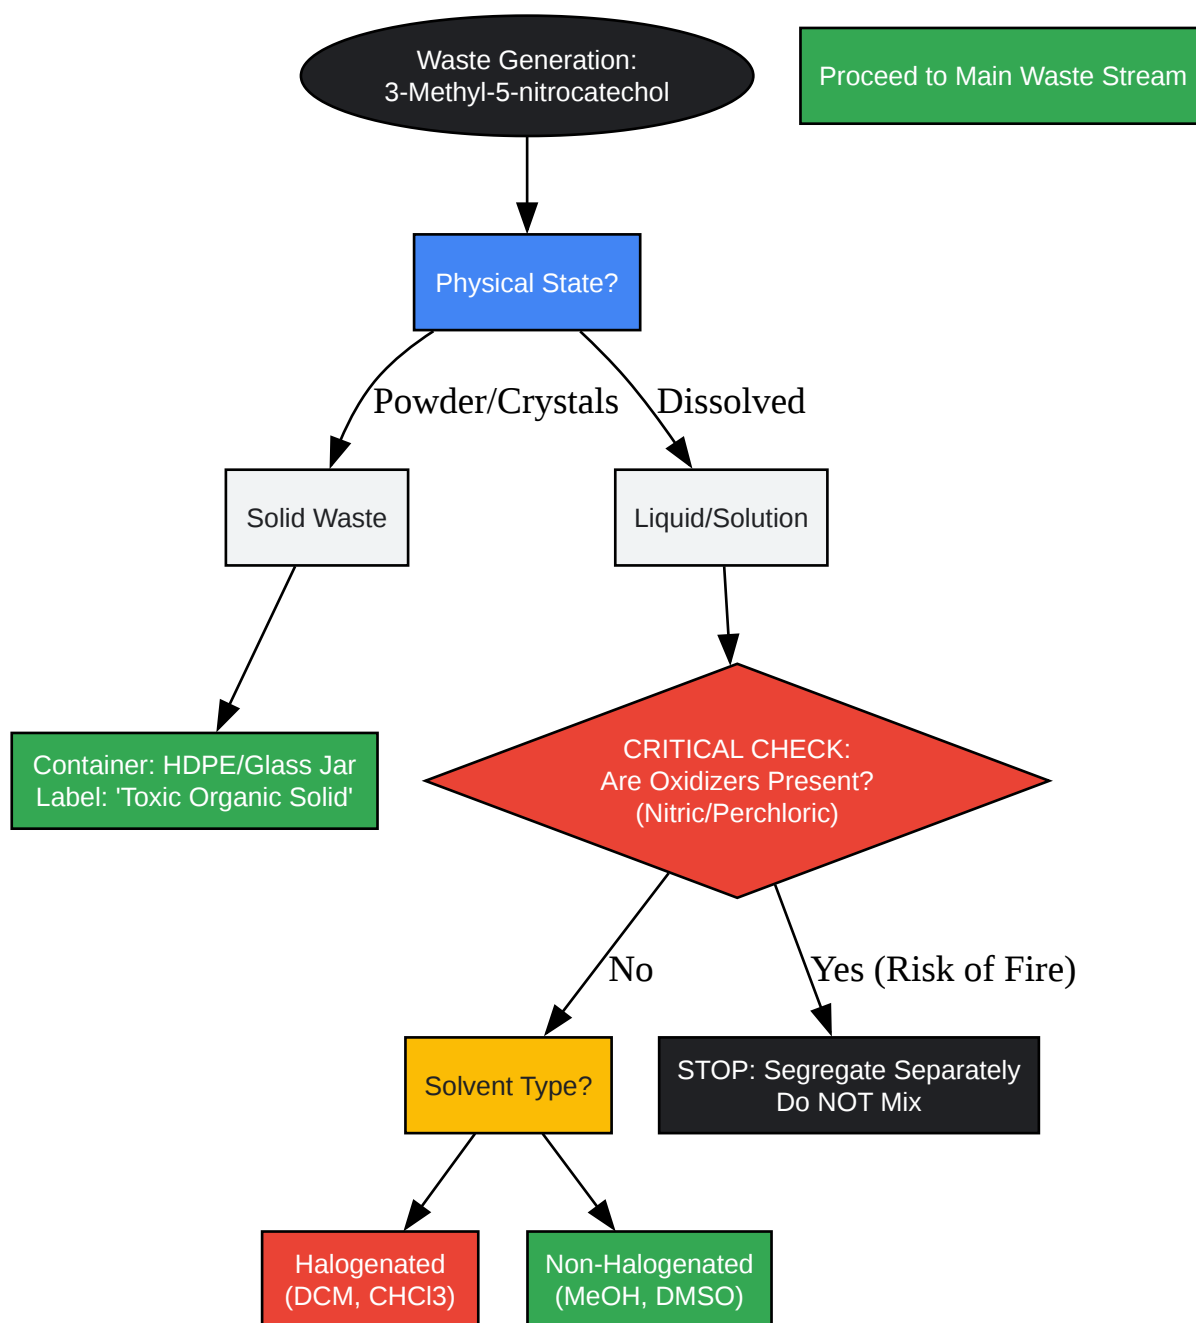 Waste Generation:
3-Methyl-5-nitrocatechol
Proceed to Main Waste Stream
Physical State?
Powder/Crystals
Dissolved
Solid Waste
Liquid/Solution
Container: HDPE/Glass Jar
Label: 'Toxic Organic Solid'
CRITICAL CHECK:
Are Oxidizers Present?
(Nitric/Perchloric)
No
Yes (Risk of Fire)
Solvent Type?
STOP: Segregate Separately
Do NOT Mix
Halogenated
(DCM, CHCl3)
Non-Halogenated
(MeOH, DMSO)